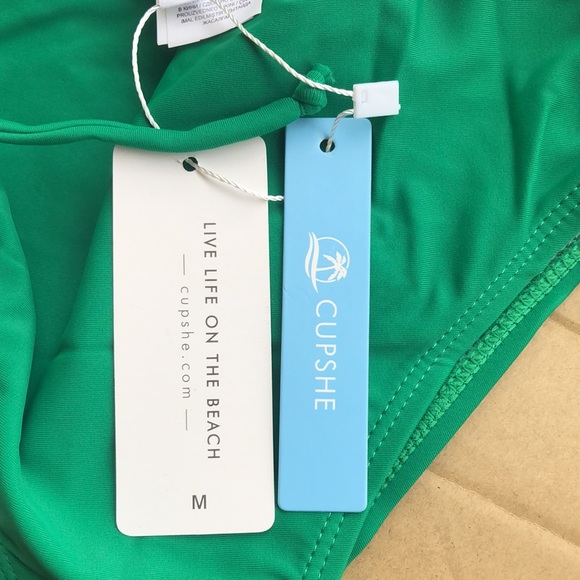 LIVE LIFE ON THE BEACH
cupshe.com
M
CUPSHE